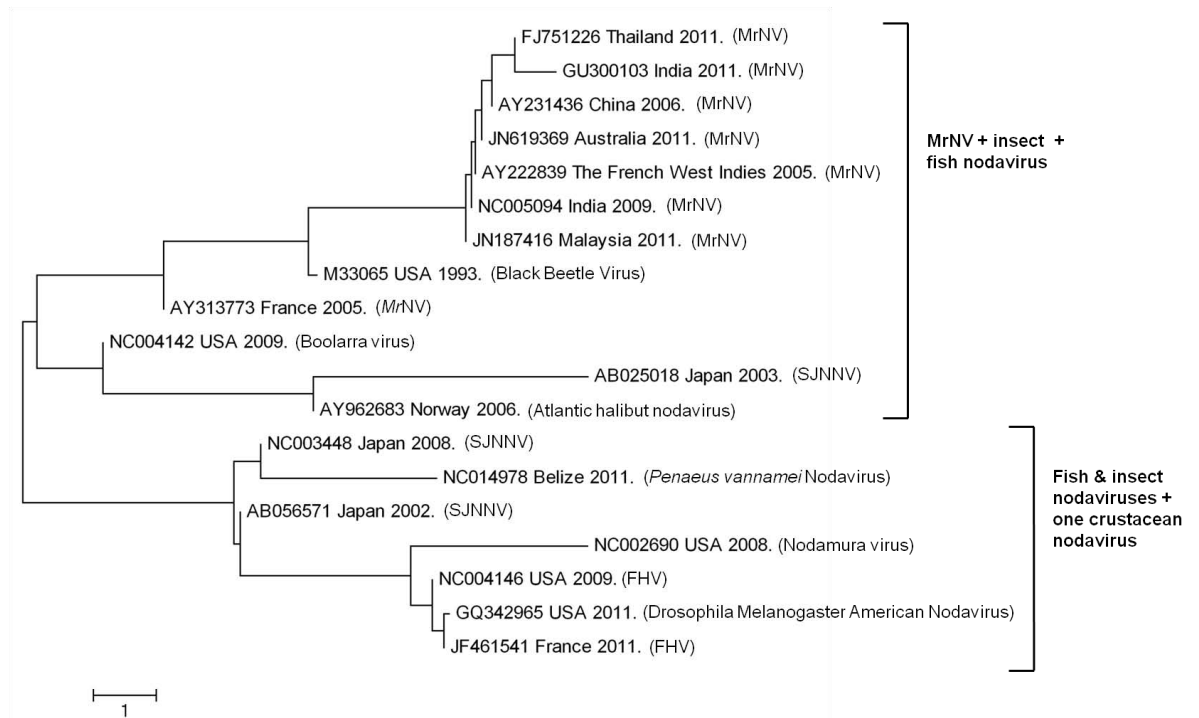 FJ751226 Thailand 2011. (MrNV)
GU300103 India 2011. (MrNV)
AY231436 China 2006. (MrNV)
JN619369 Australia 2011. (MrNV)
AY222839 The French West Indies 2005. (MrNV)
NC005094 India 2009. (MrNV)
JN187416 Malaysia 2011. (MrNV)
M33065 USA 1993. (Black Beetle Virus)
AY313773 France 2005. (MrNV)
NC004142 USA 2009. (Boolarra virus)
AB025018 Japan 2003. (SJNNV)
AY962683 Norway 2006. (Atlantic halibut nodavirus)
MrNV + insect +
fish nodavirus
NC003448 Japan 2008. (SJNNV)
NC014978 Belize 2011. (Penaeus vannamei Nodavirus)
AB056571 Japan 2002. (SJNNV)
NC002690 USA 2008. (Nodamura virus)
NC004146 USA 2009. (FHV)
GQ342965 USA 2011. (Drosophila Melanogaster American Nodavirus)
JF461541 France 2011. (FHV)
Fish & insect
nodaviruses +
one crustacean
nodavirus
1